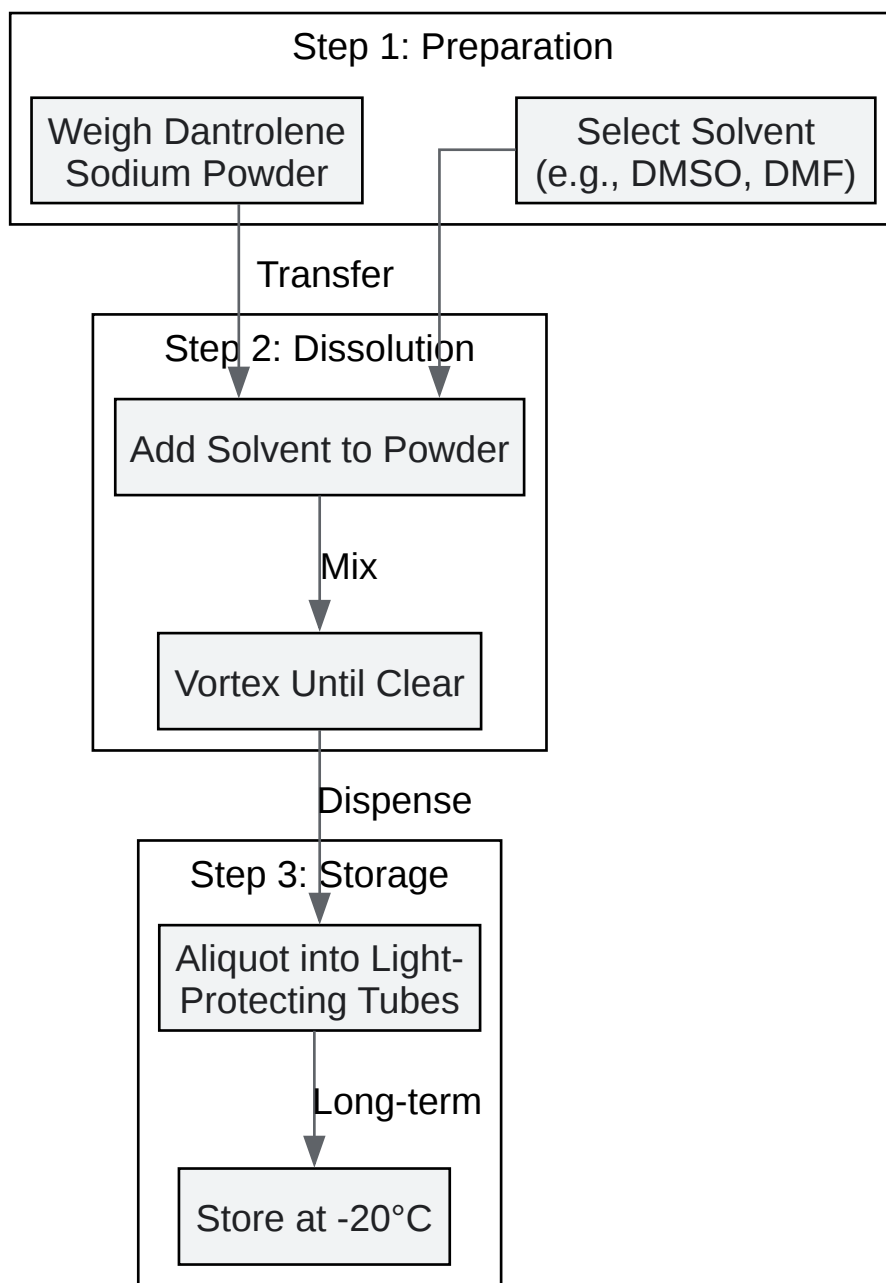 Step 1: Preparation
Weigh Dantrolene
Sodium Powder
Select Solvent
(e.g., DMSO, DMF)
Transfer
Step 2: Dissolution
Add Solvent to Powder
Mix
Vortex Until Clear
Dispense
Step 3: Storage
Aliquot into Light-
Protecting Tubes
Long-term
Store at -20°C